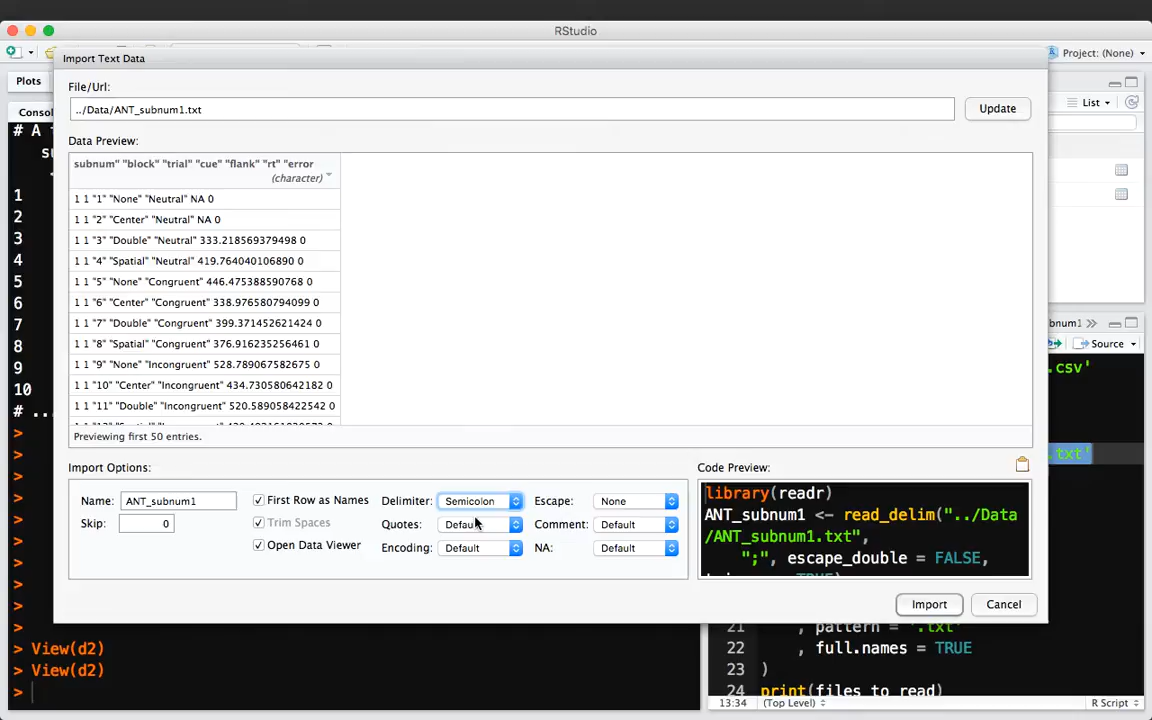 RStudio
Project: (None)
Import Text Data
Plots
File/Url:
../Data/ANT_subnum1.txt
Update
List
Data Preview:
subnum" "block" "trial" "cue" "flank" "rt" "error
(character)
1 1 "1" "None" "Neutral" NA 0
1 1 "2" "Center" "Neutral" NA 0
1 1 "3" "Double" "Neutral" 333.218569379498 0
1 1 "4" "Spatial" "Neutral" 419.764040106890 0
1 1 "5" "None" "Congruent" 446.475388590768 0
1 1 "6" "Center" "Congruent" 338.976580794099 0
1 1 "7" "Double" "Congruent" 399.371452621424 0
1 1 "8" "Spatial" "Congruent" 376.916235256461 0
1 1 "9" "None" "Incongruent" 528.789067582675 0
1 1 "10" "Center" "Incongruent" 434.730580642182 0
1 1 "11" "Double" "Incongruent" 520.589058422542 0
Previewing first 50 entries.
Import Options:
Name: ANT_subnum1
Skip: 0
First Row as Names
Trim Spaces
Open Data Viewer
Delimiter: Semicolon
Quotes: Defau
Encoding: Default
Escape: None
Comment: Default
NA: Default
Code Preview:
library(readr)
ANT_subnum1 <- read_delim("../Data
/ANT_subnum1.txt",
";", escape_double = FALSE,
Import
Cancel
Consol
# A
1
2
3
4
5
6
7
8
9
10
# ..
>
>
>
>
>
>
>
>
>
>
> View(d2)
> View(d2)
>
bnum1
Source
.csv'
.txt'
21 , pattern = '.txt'
22 , full.names = TRUE
23 )
24 print(files_to_read)
13:34 (Top Level) R Script